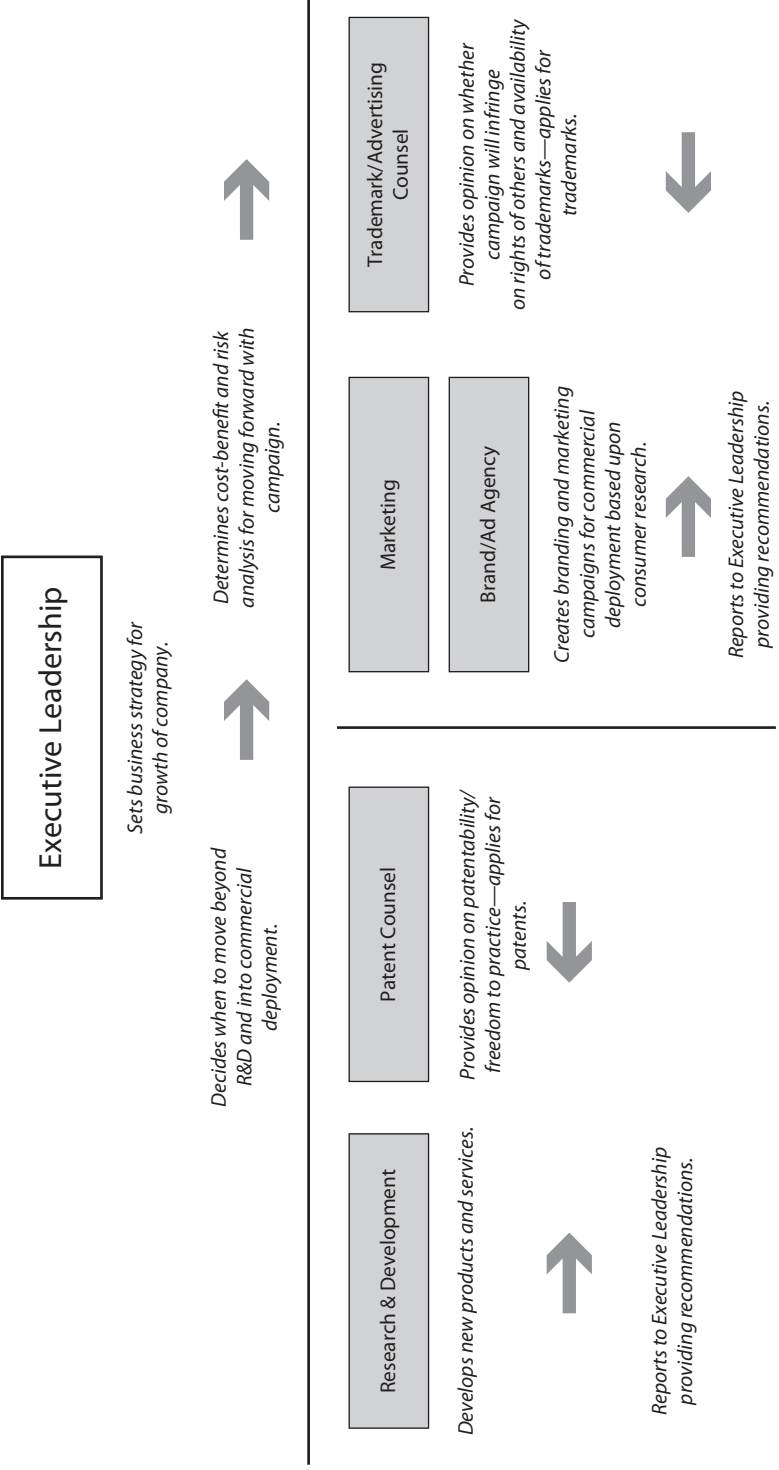 Executive Leadership
Sets business strategy for
growth of company.
Decides when to move beyond
R&D and into commercial
deployment.
Determines cost-benefit and risk
analysis for moving forward with
campaign.
Research & Development
Develops new products and services.
Reports to Executive Leadership
providing recommendations.
Patent Counsel
Provides opinion on patentability/
freedom to practice—applies for
patents.
Marketing
Brand/Ad Agency
Creates branding and marketing
campaigns for commercial
deployment based upon
consumer research.
Reports to Executive Leadership
providing recommendations.
Trademark/Advertising
Counsel
Provides opinion on whether
campaign will infringe
on rights of others and availability
of trademarks—applies for
trademarks.